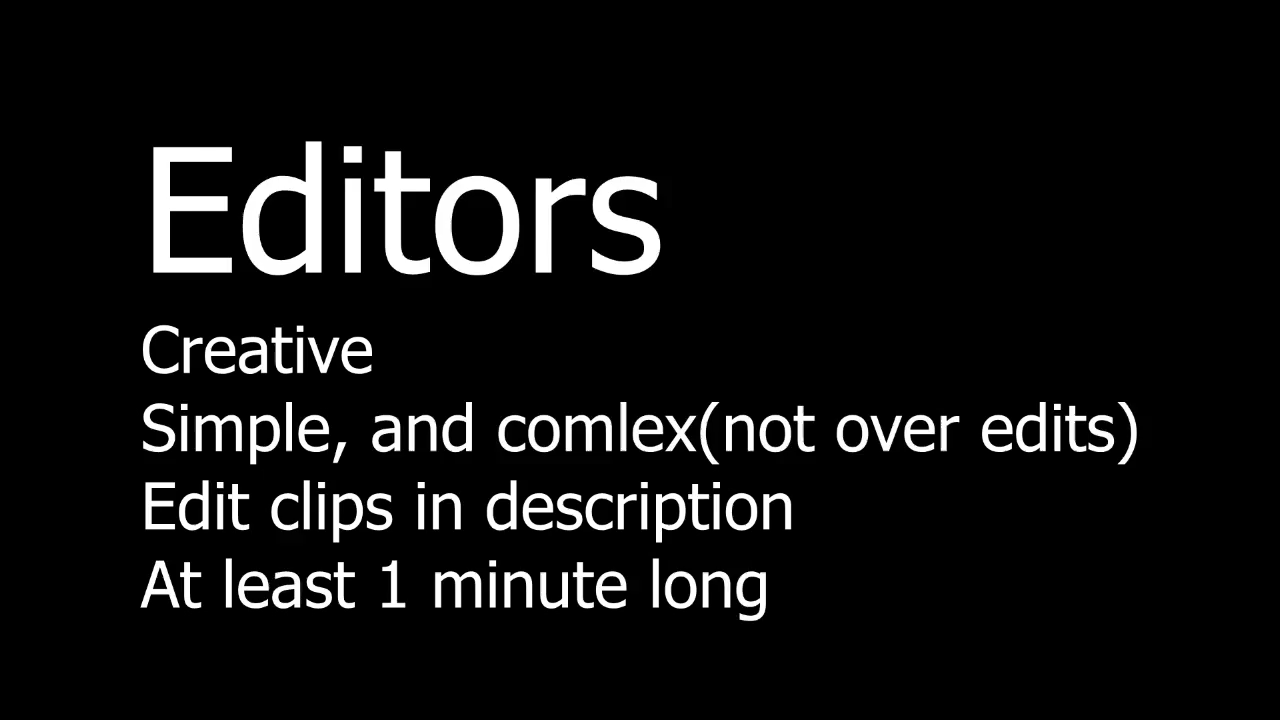 Editors
Creative
Simple, and comlex(not over edits)
Edit clips in description
At least 1 minute long